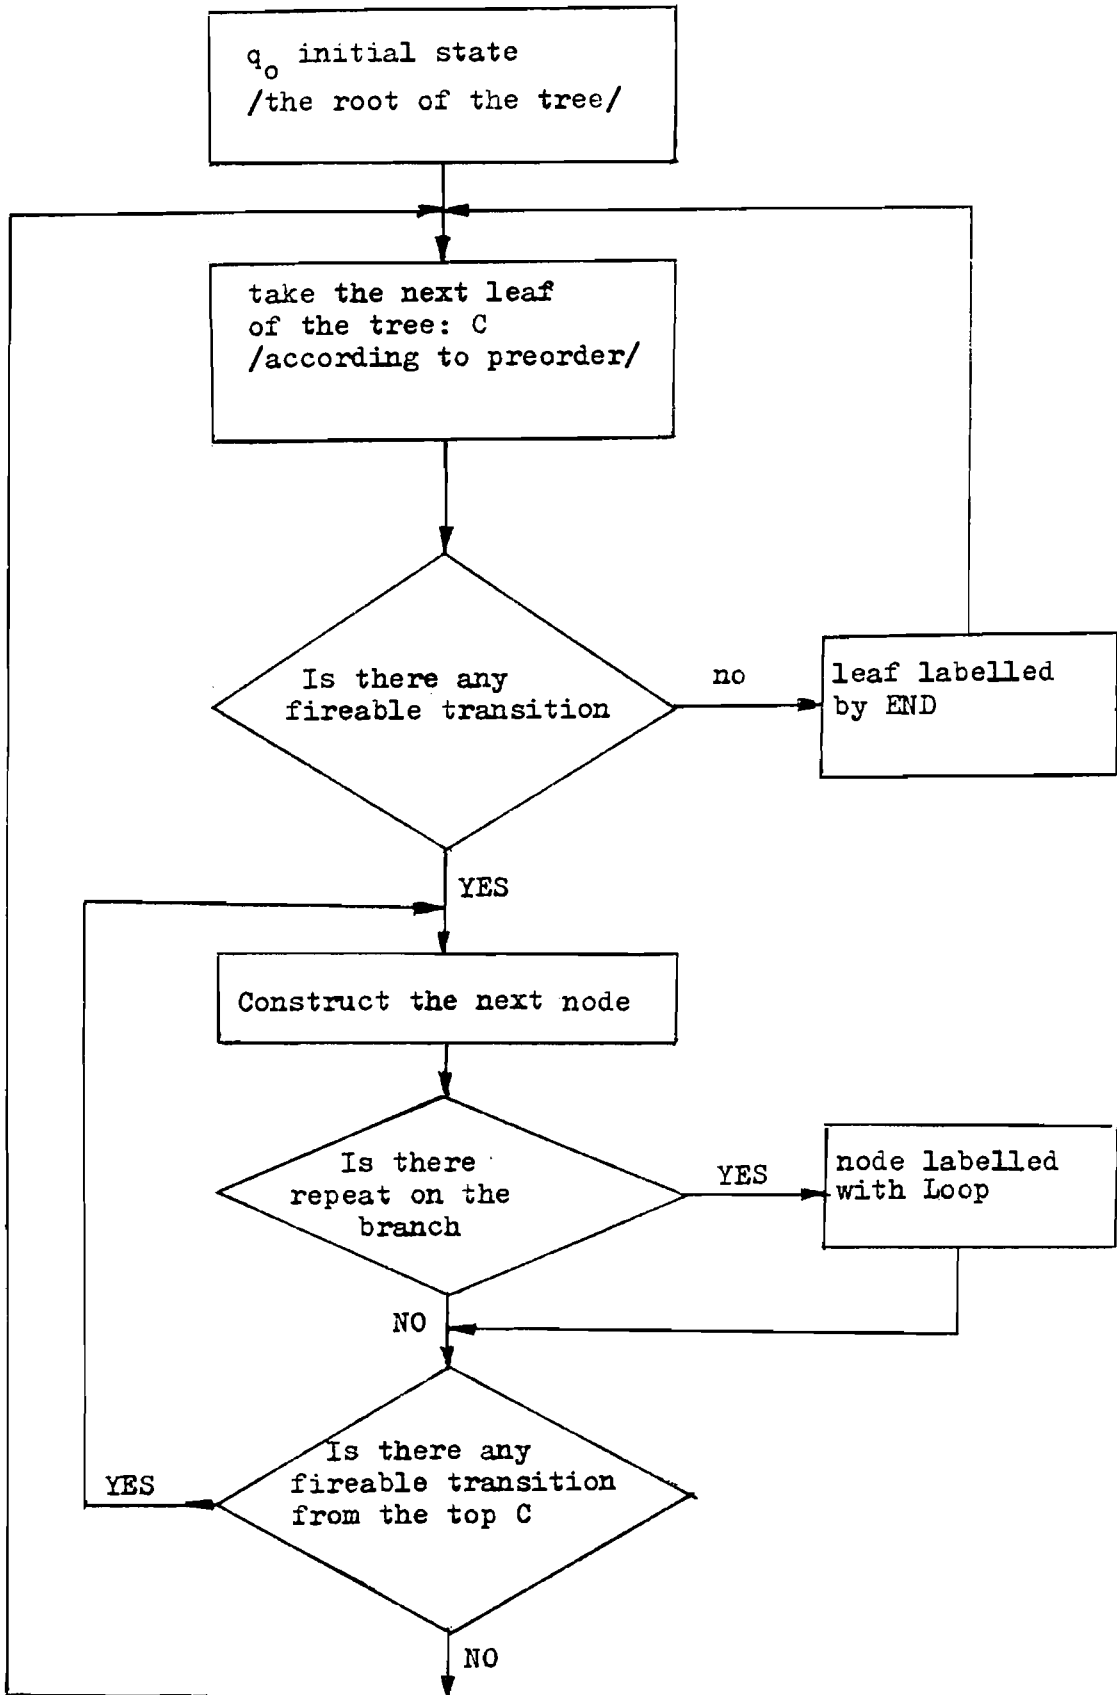 q₀ initial state
/the root of the tree/
take the next leaf
of the tree: C
/according to preorder/
Is there any
fireable transition
no
leaf labelled
by END
YES
Construct the next node
Is there
repeat on the
branch
YES
node labelled
with Loop
NO
Is there any
fireable transition
from the top C
YES
NO